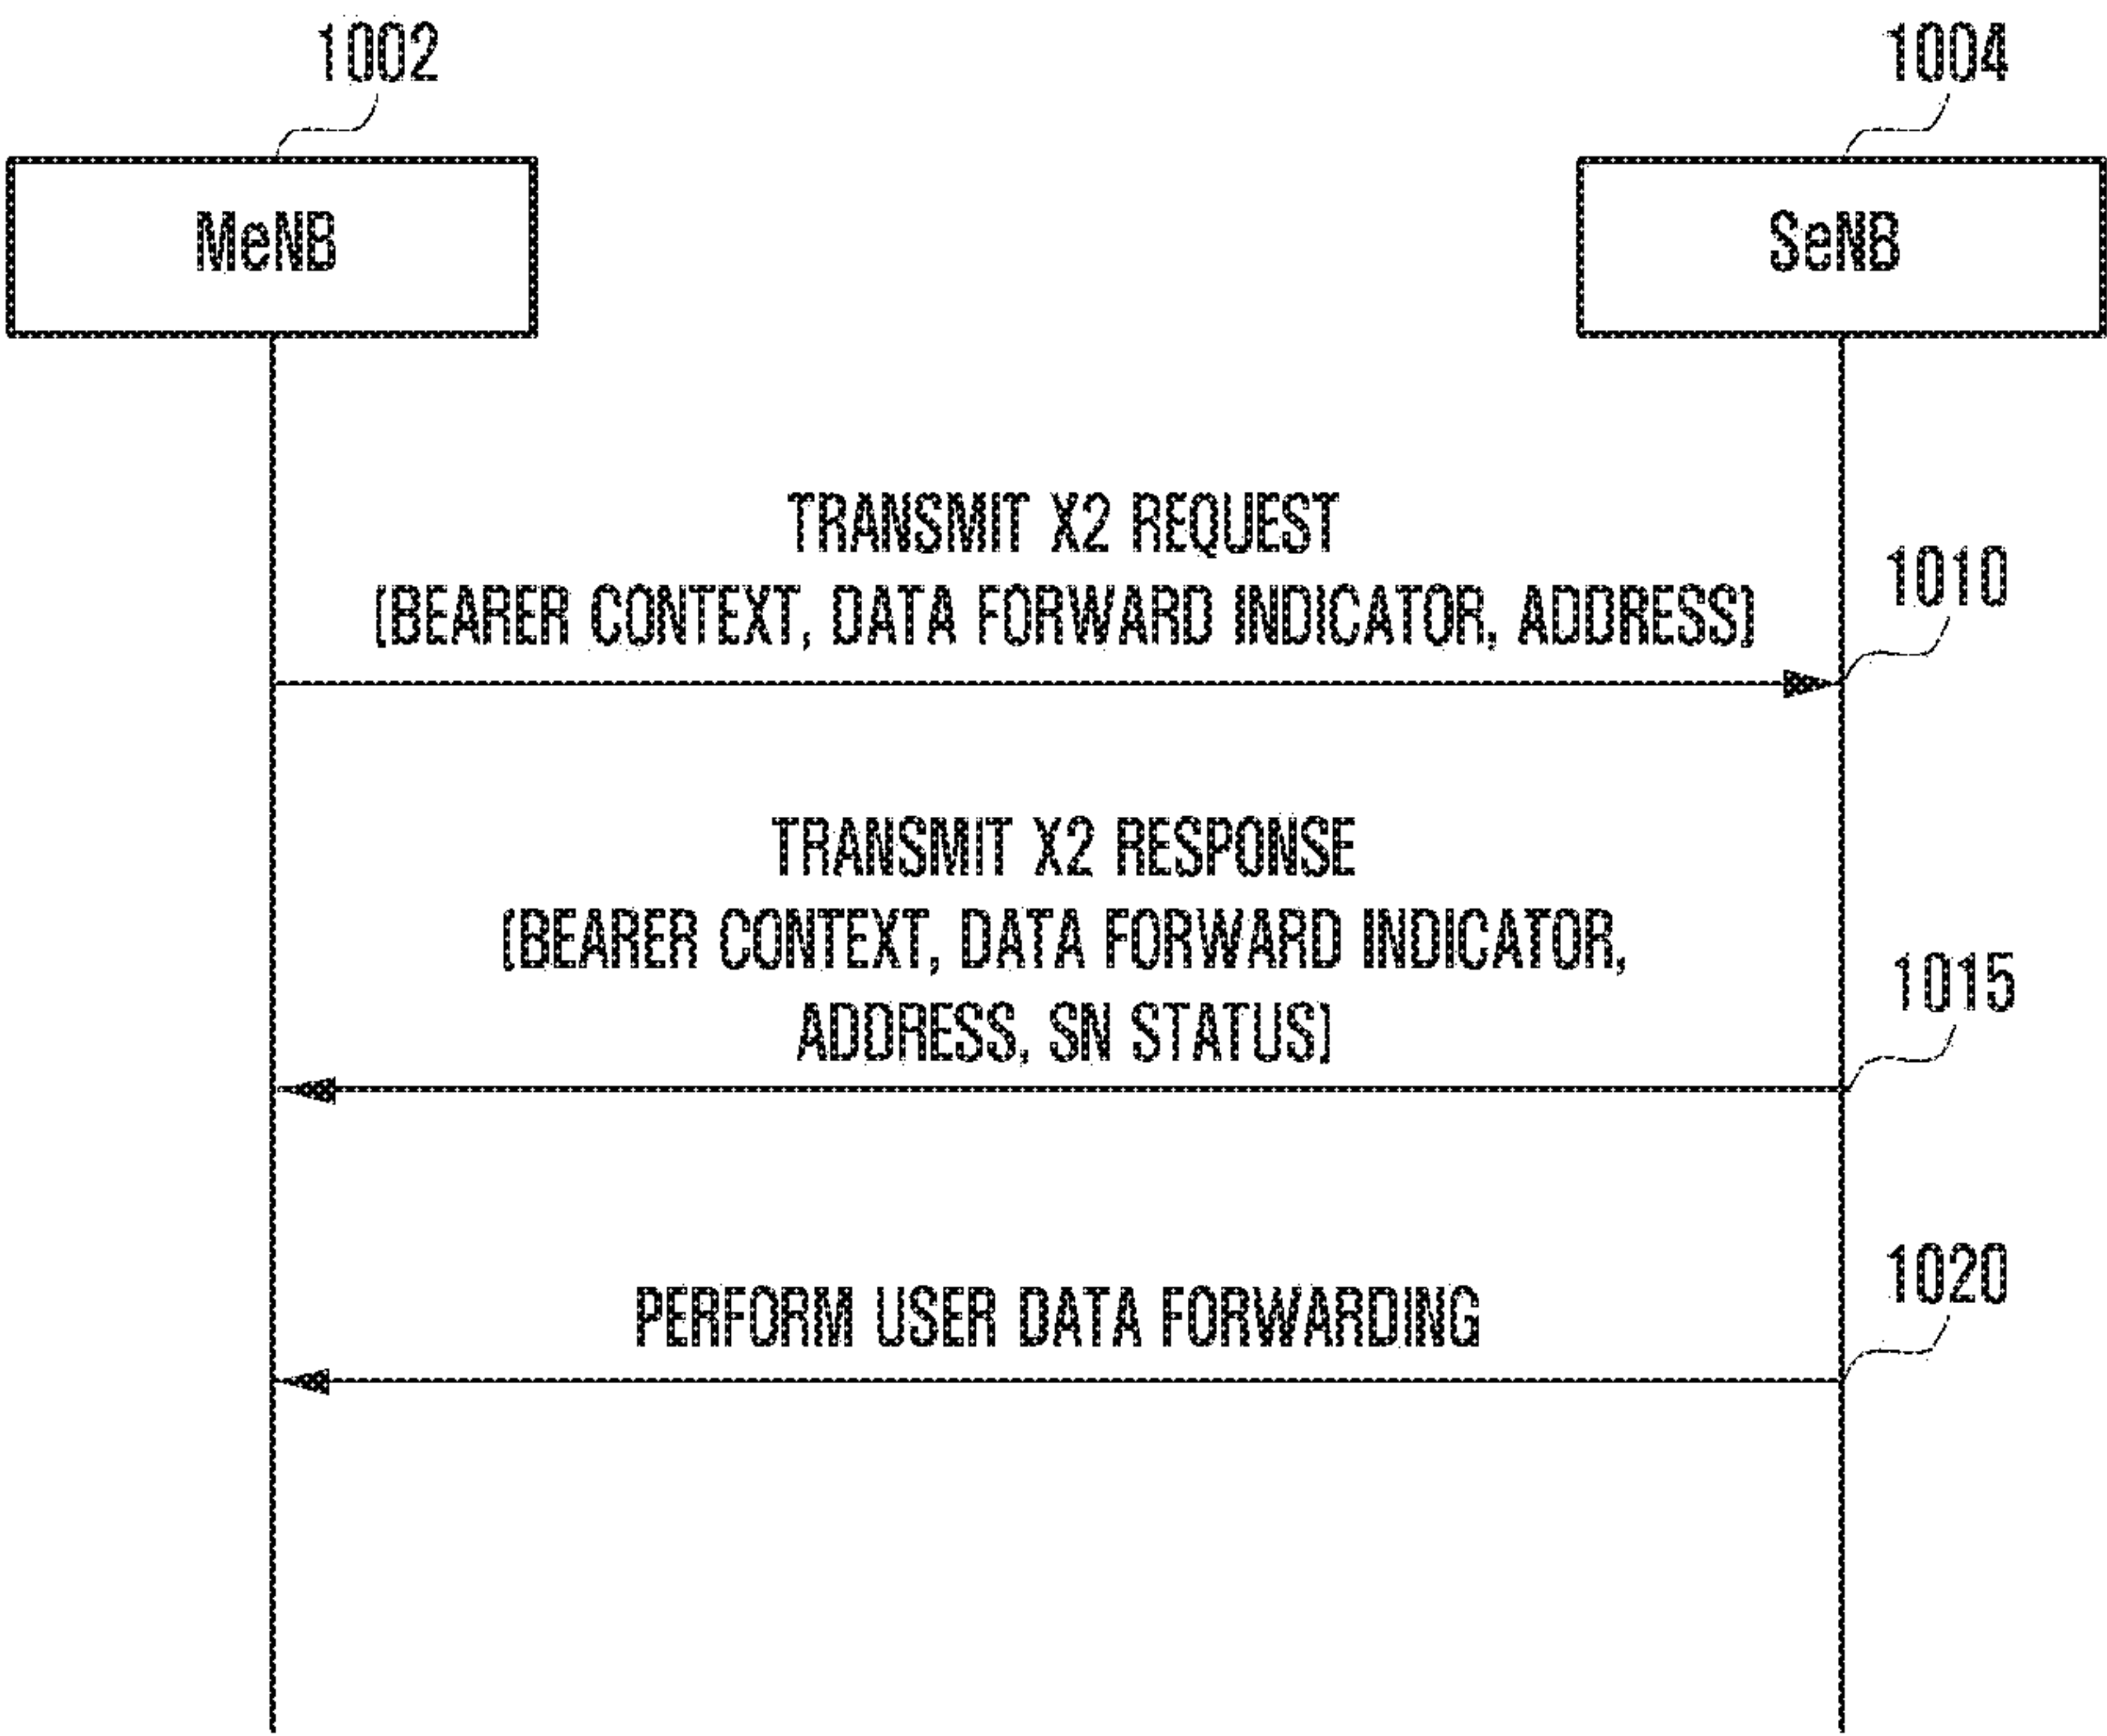 1002
1004
MeNB
SeNB
TRANSMIT X2 REQUEST
(BEARER CONTEXT, DATA FORWARD INDICATOR, ADDRESS)
1010
TRANSMIT X2 RESPONSE
(BEARER CONTEXT, DATA FORWARD INDICATOR,
ADDRESS, SN STATUS)
1015
PERFORM USER DATA FORWARDING
1020